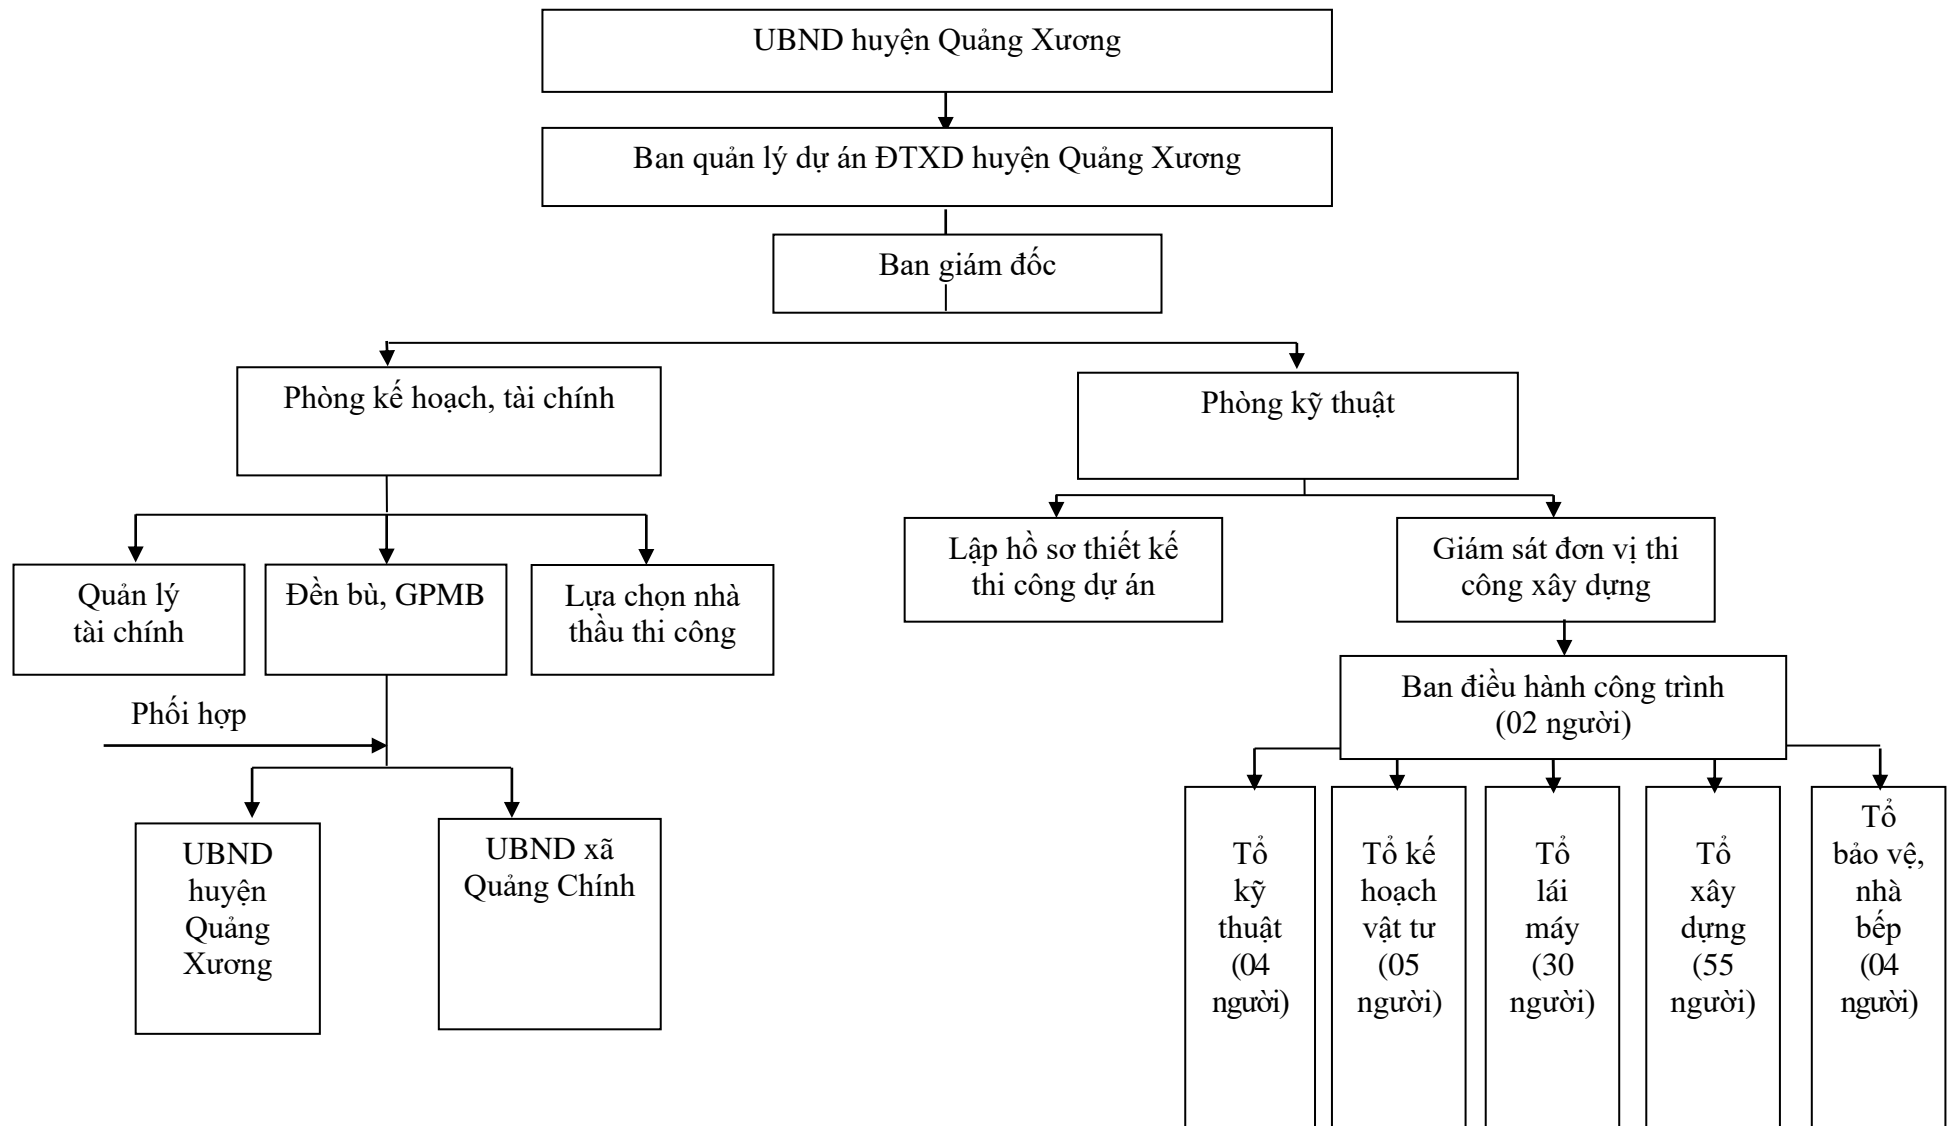 UBND huyện Quảng Xương
Ban quản lý dự án ĐTXD huyện Quảng Xương
Ban giám đốc
Phòng kế hoạch, tài chính
Phòng kỹ thuật
Quản lý
tài chính
Đền bù, GPMB
Lựa chọn nhà
thầu thi công
Lập hồ sơ thiết kế
thi công dự án
Giám sát đơn vị thi
công xây dựng
Phối hợp
Ban điều hành công trình
(02 người)
UBND
huyện
Quảng
Xương
UBND xã
Quảng Chính
Tổ
kỹ
thuật
(04
người)
Tổ kế
hoạch
vật tư
(05
người)
Tổ
lái
máy
(30
người)
Tổ
xây
dựng
(55
người)
Tổ
bảo vệ,
nhà
bếp
(04
người)